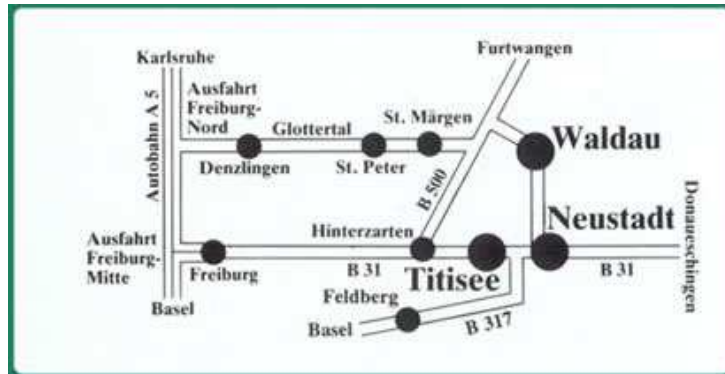 Karlsruhe
Furtwangen
Autobahn A 5
Ausfahrt
Freiburg-
Nord
Glottertal
St. Märgen
Waldau
Denzlingen
St. Peter
B 500
Donaueschingen
Neustadt
Hinterzarten
Ausfahrt
Freiburg-
Mitte
Freiburg
B 31
Titisee
B 31
Feldberg
Basel
Basel
B 317